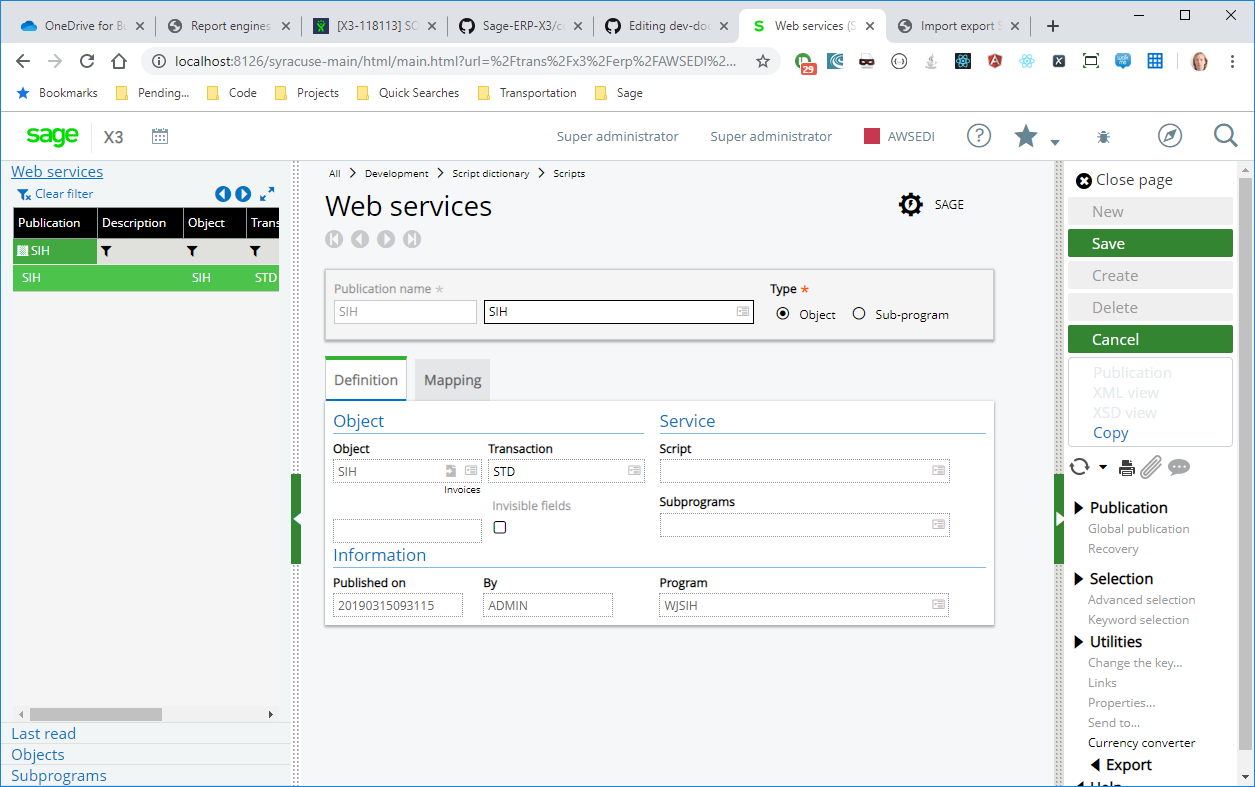 OneDrive for Bu
Report engines
[X3-118113] SC
Sage-ERP-X3/c
Editing dev-doc
Web services (S
Import export S
localhost:8126/syracuse-main/html/main.html?url=%2Ftrans%2Fx3%2Ferp%2FAWSEDI%2...
29
Bookmarks
Pending...
Code
Projects
Quick Searches
Transportation
Sage
sage
X3
Super administrator
Super administrator
AWSEDI
Web services
Clear filter
Publication
Description
Object
Trans
SIH
SIH
SIH
STD
Last read
Objects
Subprograms
All > Development > Script dictionary > Scripts
Web services
SAGE
Publication name *
SIH
SIH
Type *
Object
Sub-program
Definition
Mapping
Object
Object
SIH
Invoices
Transaction
STD
Invisible fields
Service
Script
Subprograms
Information
Published on
20190315093115
By
ADMIN
Program
WJSIH
Close page
New
Save
Create
Delete
Cancel
Publication
XML view
XSD view
Copy
Publication
Global publication
Recovery
Selection
Advanced selection
Keyword selection
Utilities
Change the key...
Links
Properties...
Send to...
Currency converter
Export
Help